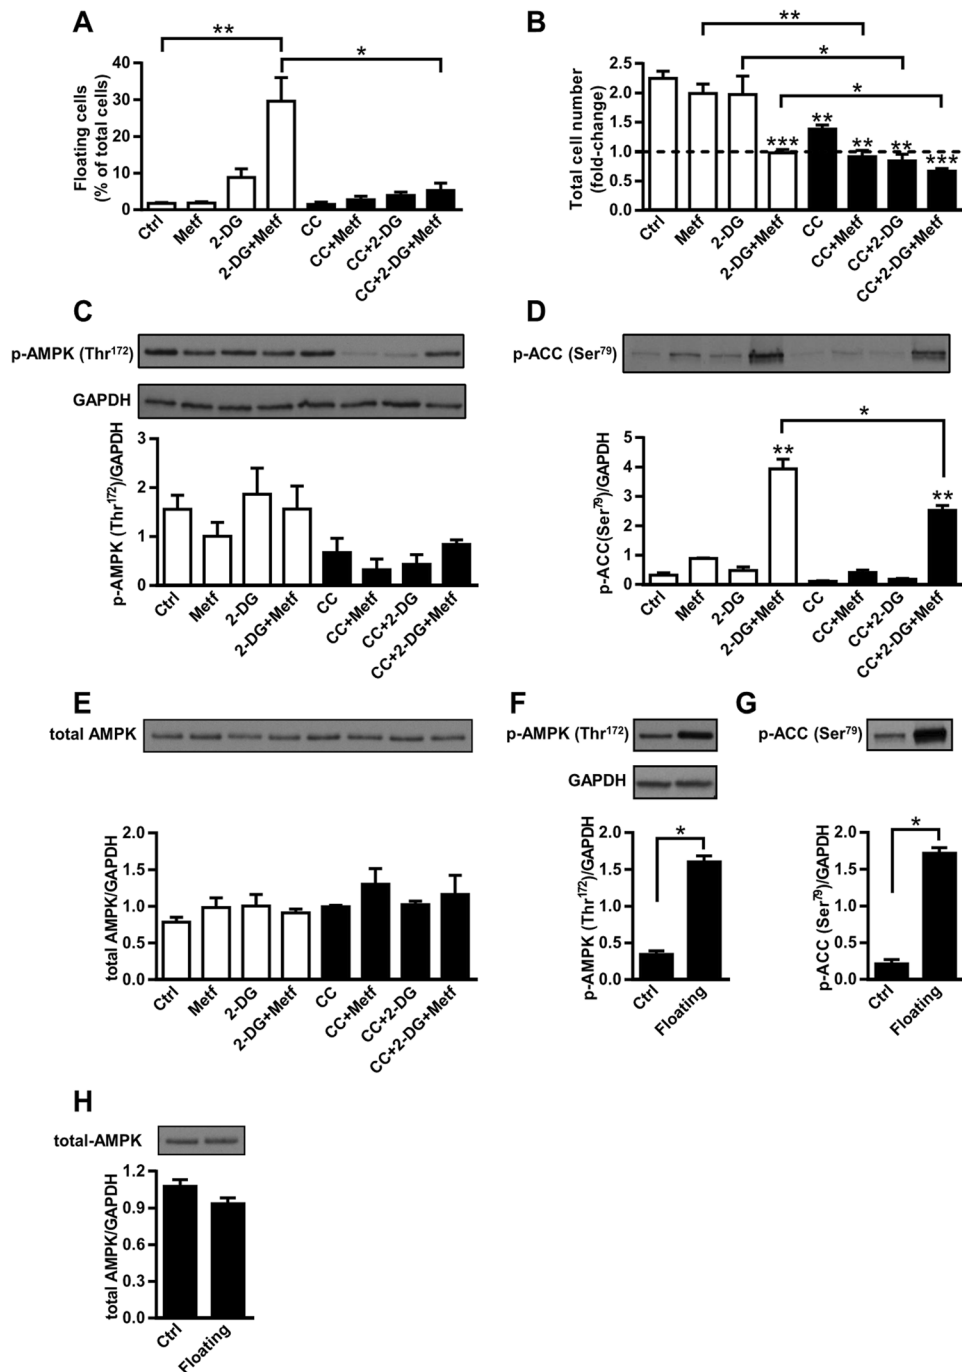 A
**
*
Floating cells
(% of total cells)
40
30
20
10
0
Ctrl
Metf
2-DG
2-DG+Metf
CC
CC+Metf
CC+2-DG
CC+2-DG+Metf
B
**
*
*
Total cell number
(fold-change)
2.5
2.0
1.5
1.0
0.5
0.0
***
**
**
**
***
Ctrl
Metf
2-DG
2-DG+Metf
CC
CC+Metf
CC+2-DG
CC+2-DG+Metf
C
p-AMPK (Thr¹⁷²)
GAPDH
p-AMPK (Thr¹⁷²)/GAPDH
3
2
1
0
Ctrl
Metf
2-DG
2-DG+Metf
CC
CC+Metf
CC+2-DG
CC+2-DG+Metf
D
p-ACC (Ser⁷⁹)
*
p-ACC(Ser⁷⁹)/GAPDH
5
4
3
2
1
0
**
**
Ctrl
Metf
2-DG
2-DG+Metf
CC
CC+Metf
CC+2-DG
CC+2-DG+Metf
E
total AMPK
total AMPK/GAPDH
2.0
1.5
1.0
0.5
0.0
Ctrl
Metf
2-DG
2-DG+Metf
CC
CC+Metf
CC+2-DG
CC+2-DG+Metf
F
p-AMPK (Thr¹⁷²)
GAPDH
p-AMPK (Thr¹⁷²)/GAPDH
2.0
1.5
1.0
0.5
0.0
*
Ctrl
Floating
G
p-ACC (Ser⁷⁹)
p-ACC (Ser⁷⁹)/GAPDH
2.0
1.5
1.0
0.5
0.0
*
Ctrl
Floating
H
total-AMPK
total AMPK/GAPDH
1.2
0.9
0.6
0.3
0.0
Ctrl
Floating